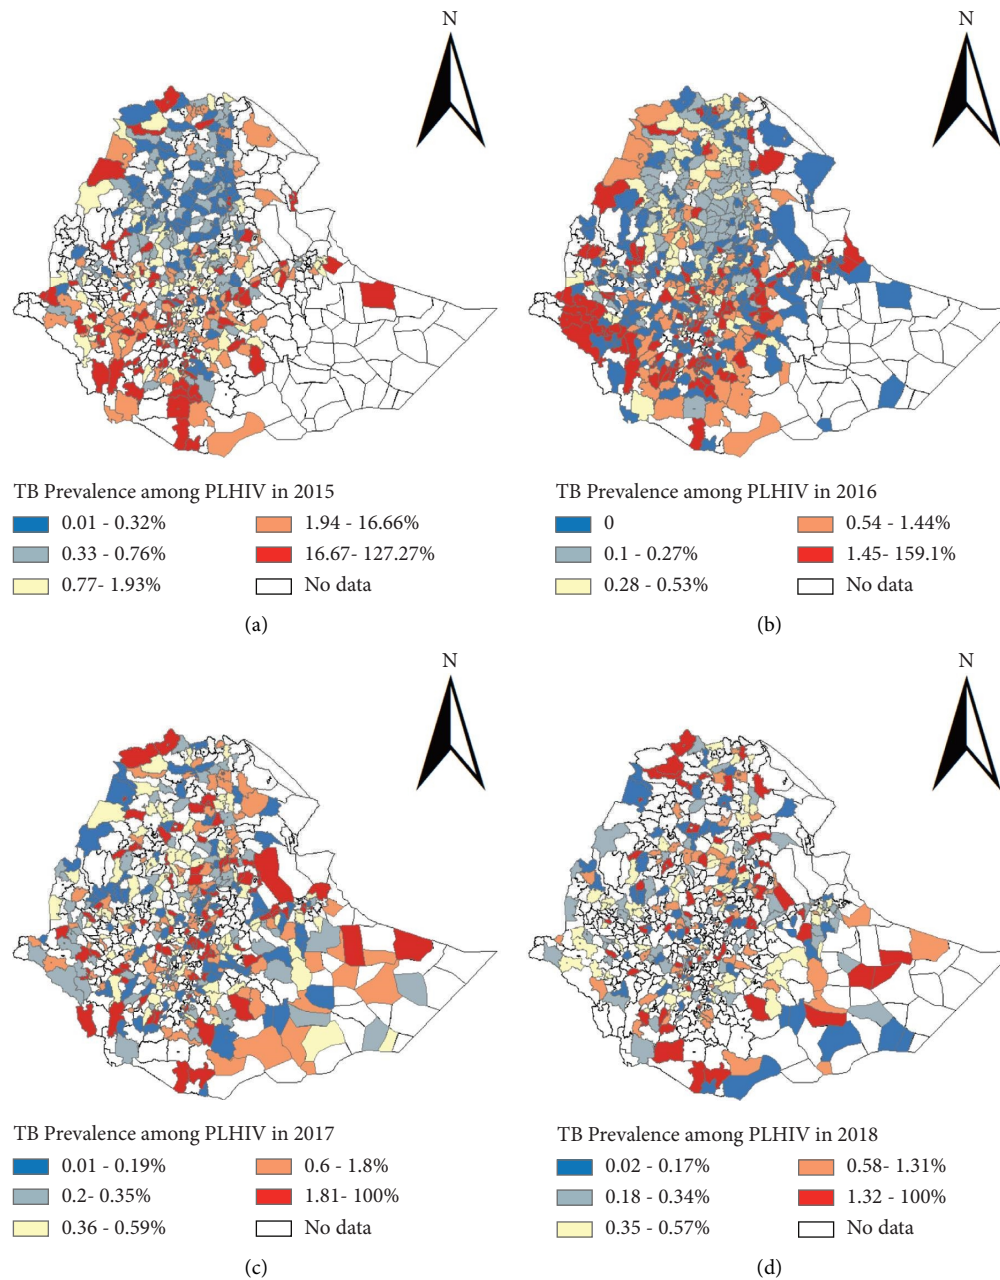 N
N
TB Prevalence among PLHIV in 2015
0.01 - 0.32%
1.94 - 16.66%
0.33 - 0.76%
16.67- 127.27%
0.77- 1.93%
No data
(a)
TB Prevalence among PLHIV in 2016
0
0.54 - 1.44%
0.1 - 0.27%
1.45- 159.1%
0.28 - 0.53%
No data
(b)
N
N
TB Prevalence among PLHIV in 2017
0.01 - 0.19%
0.6 - 1.8%
0.2- 0.35%
1.81- 100%
0.36 - 0.59%
No data
(c)
TB Prevalence among PLHIV in 2018
0.02 - 0.17%
0.58- 1.31%
0.18 - 0.34%
1.32 - 100%
0.35 - 0.57%
No data
(d)